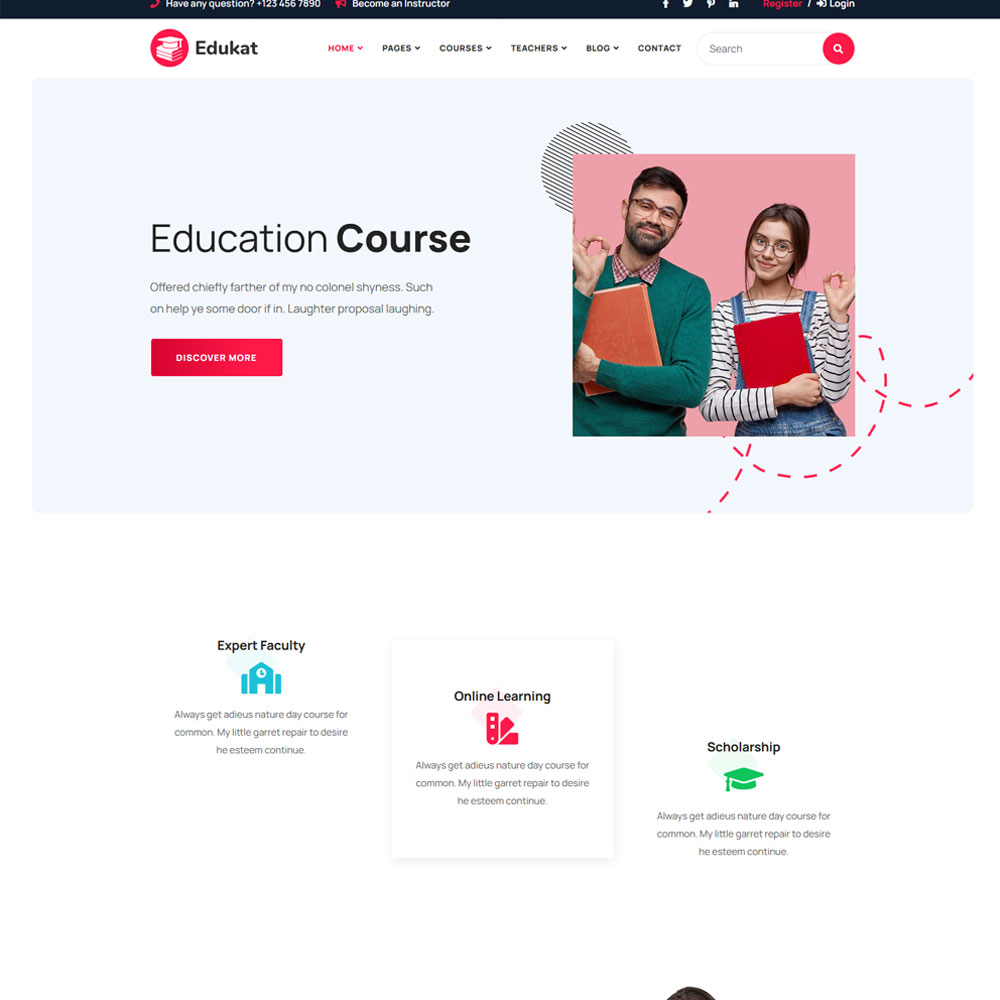 Have any question? +123 456 7890 Become an Instructor Register / Login
Edukat HOME PAGES COURSES TEACHERS BLOG CONTACT Search
Education Course
Offered chiefly farther of my no colonel shyness. Such
on help ye some door if in. Laughter proposal laughing.
DISCOVER MORE
Expert Faculty
Always get adieus nature day course for
common. My little garret repair to desire
he esteem continue.
Online Learning
Always get adieus nature day course for
common. My little garret repair to desire
he esteem continue.
Scholarship
Always get adieus nature day course for
common. My little garret repair to desire
he esteem continue.